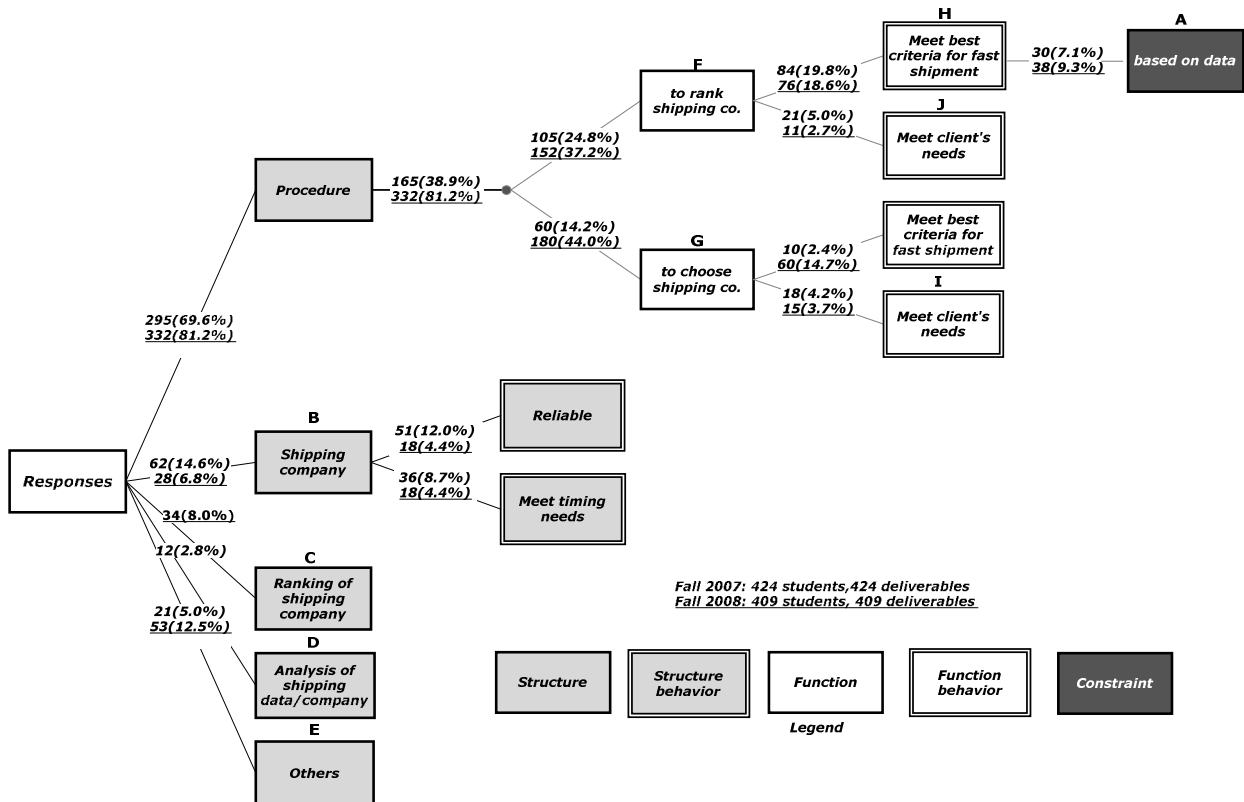 H
A
Meet best
criteria for fast
shipment
30(7.1%)
38(9.3%)
based on data
F
84(19.8%)
76(18.6%)
to rank
shipping co.
J
21(5.0%)
11(2.7%)
Meet client's
needs
105(24.8%)
152(37.2%)
Procedure
165(38.9%)
332(81.2%)
60(14.2%)
180(44.0%)
G
to choose
shipping co.
Meet best
criteria for
fast shipment
10(2.4%)
60(14.7%)
I
18(4.2%)
15(3.7%)
Meet client's
needs
295(69.6%)
332(81.2%)
B
51(12.0%)
18(4.4%)
Reliable
Shipping
company
62(14.6%)
28(6.8%)
Responses
36(8.7%)
18(4.4%)
Meet timing
needs
34(8.0%)
12(2.8%)
C
Ranking of
shipping
company
21(5.0%)
53(12.5%)
Fall 2007: 424 students,424 deliverables
Fall 2008: 409 students, 409 deliverables
D
Analysis of
shipping
data/company
E
Others
Structure
Structure
behavior
Function
Function
behavior
Constraint
Legend